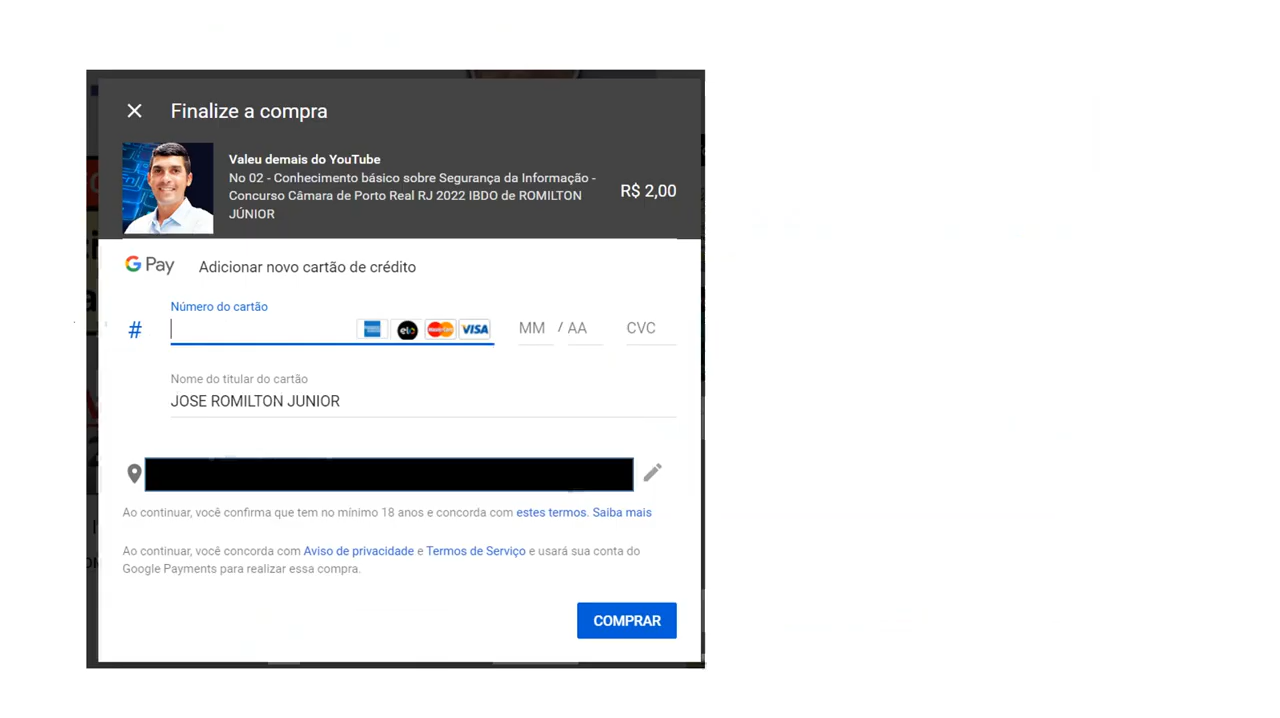 Finalize a compra
Valeu demais do YouTube
No 02 - Conhecimento básico sobre Segurança da Informação -
Concurso Câmara de Porto Real RJ 2022 IBDO de ROMILTON
JÚNIOR
R$ 2,00
G Pay
Adicionar novo cartão de crédito
Número do cartão
#
elo
MasterCard
VISA
MM / AA
CVC
Nome do titular do cartão
JOSE ROMILTON JUNIOR
Ao continuar, você confirma que tem no mínimo 18 anos e concorda com estes termos. Saiba mais
Ao continuar, você concorda com Aviso de privacidade e Termos de Serviço e usará sua conta do
Google Payments para realizar essa compra.
COMPRAR